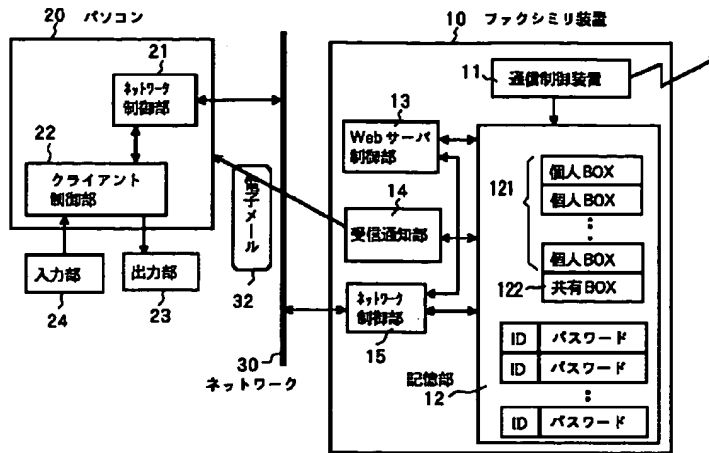 20 パソコン
10 ファクシミリ装置
21
ネットワーク
制御部
11 通信制御装置
22
クライアント
制御部
13
Webサーバ
制御部
121
個人BOX
個人BOX
個人BOX
122 共有BOX
14
受信通知部
電子メール
32
入力部
24
出力部
23
ネットワーク
制御部
15
30
ネットワーク
記憶部
12
ID パスワード
ID パスワード
ID パスワード